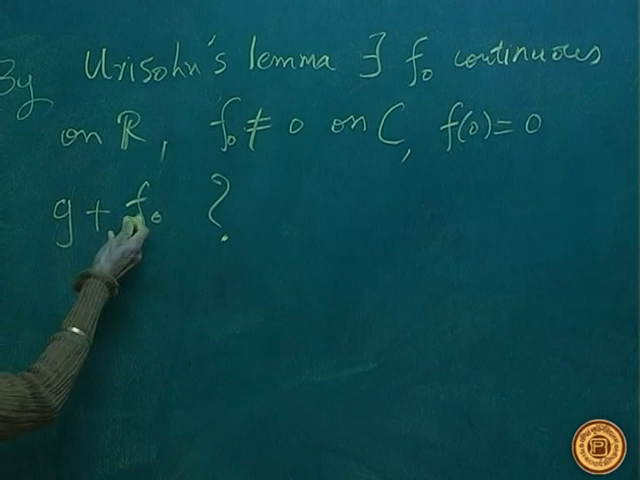 By Urisohn's lemma ∃ f₀ continuous
on ℝ, f₀ ≠ 0 on C, f(0) = 0
g + f₀ ?